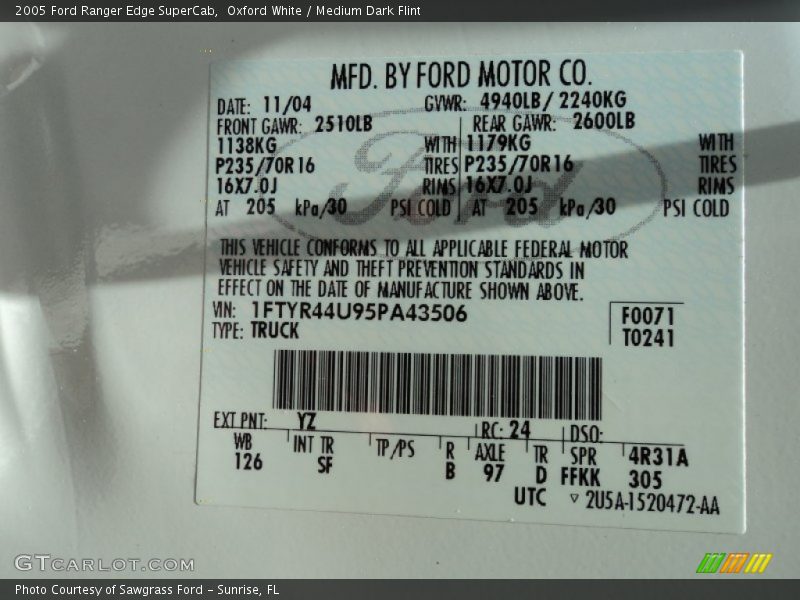 2005 Ford Ranger Edge SuperCab,  Oxford White / Medium Dark Flint
MFD. BY FORD MOTOR CO.
DATE: 11/04 GVWR: 4940LB/ 2240KG
FRONT GAWR: 2510LB REAR GAWR: 2600LB
1138KG WITH 1179KG WITH
P235/70R16 TIRES P235/70R16 TIRES
16X7.0J RIMS 16X7.0J RIMS
AT 205 kPa/30 PSI COLD AT 205 kPa/30 PSI COLD
Ford
THIS VEHICLE CONFORMS TO ALL APPLICABLE FEDERAL MOTOR
VEHICLE SAFETY AND THEFT PREVENTION STANDARDS IN
EFFECT ON THE DATE OF MANUFACTURE SHOWN ABOVE.
VIN: 1FTYR44U95PA43506 F0071
TYPE: TRUCK T0241
EXT PNT: YZ RC: 24 DSO:
WB INT TR TP/PS R AXLE TR SPR 4R31A
126 SF B 97 D FFKK 305
UTC ▿ 2U5A-1520472-AA
GTCARLOT.COM
Photo Courtesy of Sawgrass Ford - Sunrise, FL